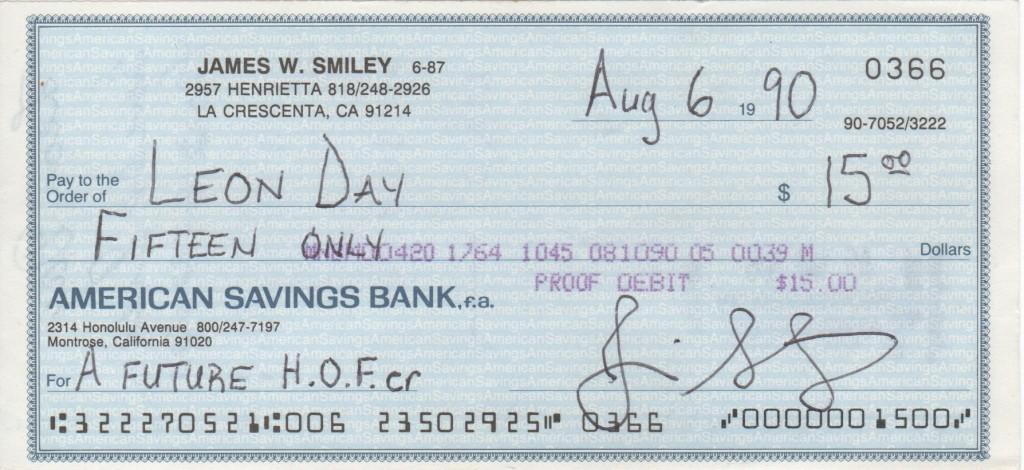 JAMES W. SMILEY 6-87
2957 HENRIETTA 818/248-2926
LA CRESCENTA, CA 91214
Aug 6 19 90
0366
90-7052/3222
Pay to the
Order of LEON DAY $ 15 00
FIFTEEN ONLY Dollars
0420 1764 1045 081090 05 0039 M
PROOF DEBIT $15.00
AMERICAN SAVINGS BANK, F.a.
2314 Honolulu Avenue 800/247-7197
Montrose, California 91020
For A FUTURE H.O.F.er
⑆322270521⑆006 23502925⑈ 0366 ⑇0000001500⑇